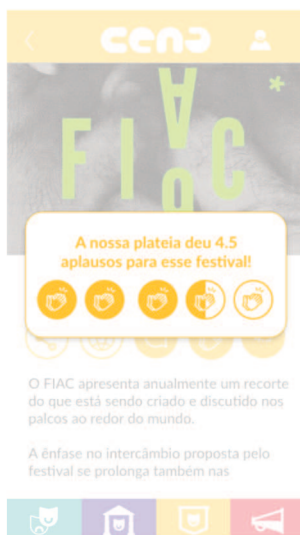 cena
FIAC
A nossa plateia deu 4.5
aplausos para esse festival!
O FIAC apresenta anualmente um recorte
do que está sendo criado e discutido nos
palcos ao redor do mundo.
A ênfase no intercâmbio proposta pelo
festival se prolonga também nas